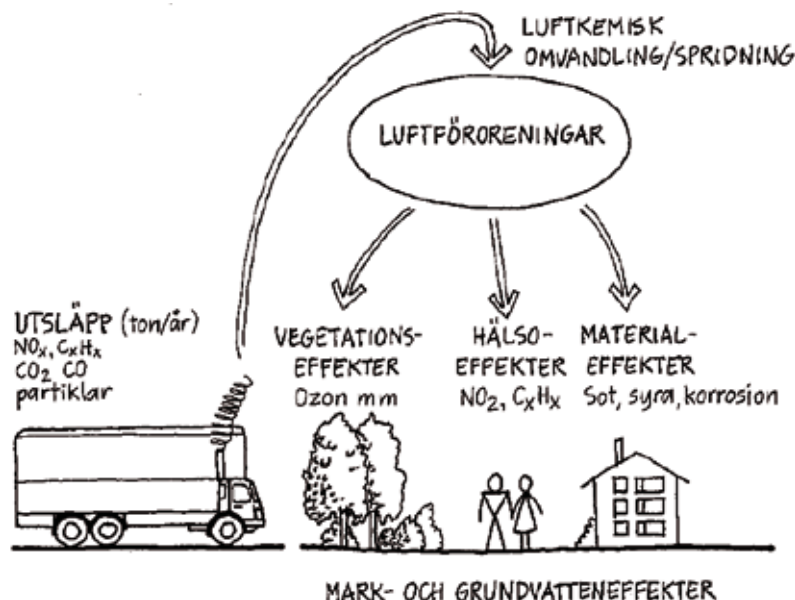 LUFTKEMISK
OMVANDLING/SPRIDNING
LUFTFÖRORENINGAR
UTSLÄPP (ton/år)
NOx, CxHx
CO2 CO
partiklar
VEGETATIONS-
EFFEKTER
Ozon mm
HÄLSO-
EFFEKTER
NO2, CxHx
MATERIAL-
EFFEKTER
Sot, syra, korrosion
MARK- OCH GRUNDVATTENEFFEKTER